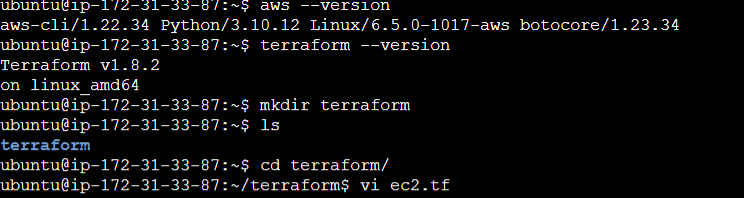 ubuntu@ip-172-31-33-87:~$ aws --version
aws-cli/1.22.34 Python/3.10.12 Linux/6.5.0-1017-aws botocore/1.23.34
ubuntu@ip-172-31-33-87:~$ terraform --version
Terraform v1.8.2
on linux_amd64
ubuntu@ip-172-31-33-87:~$ mkdir terraform
ubuntu@ip-172-31-33-87:~$ ls
terraform
ubuntu@ip-172-31-33-87:~$ cd terraform/
ubuntu@ip-172-31-33-87:~/terraform$ vi ec2.tf